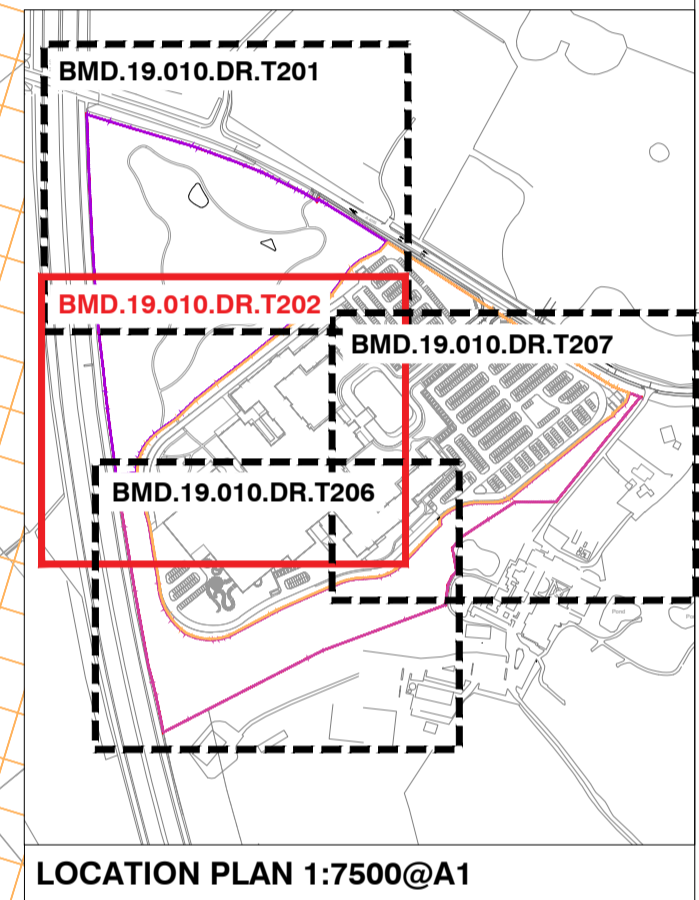 BMD.19.010.DR.T201
BMD.19.010.DR.T202
BMD.19.010.DR.T207
BMD.19.010.DR.T206
Pond
LOCATION PLAN 1:7500@A1